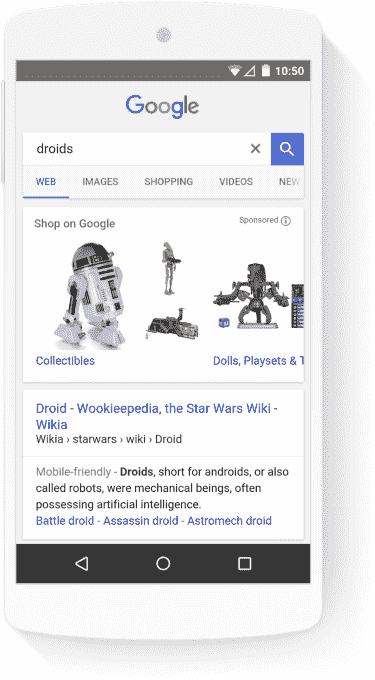 10:50
Google
droids
WEB IMAGES SHOPPING VIDEOS NEW
Shop on Google Sponsored
Collectibles Dolls, Playsets & T
Droid - Wookieepedia, the Star Wars Wiki -
Wikia
Wikia › starwars › wiki › Droid
Mobile-friendly - Droids, short for androids, or also
called robots, were mechanical beings, often
possessing artificial intelligence.
Battle droid - Assassin droid - Astromech droid